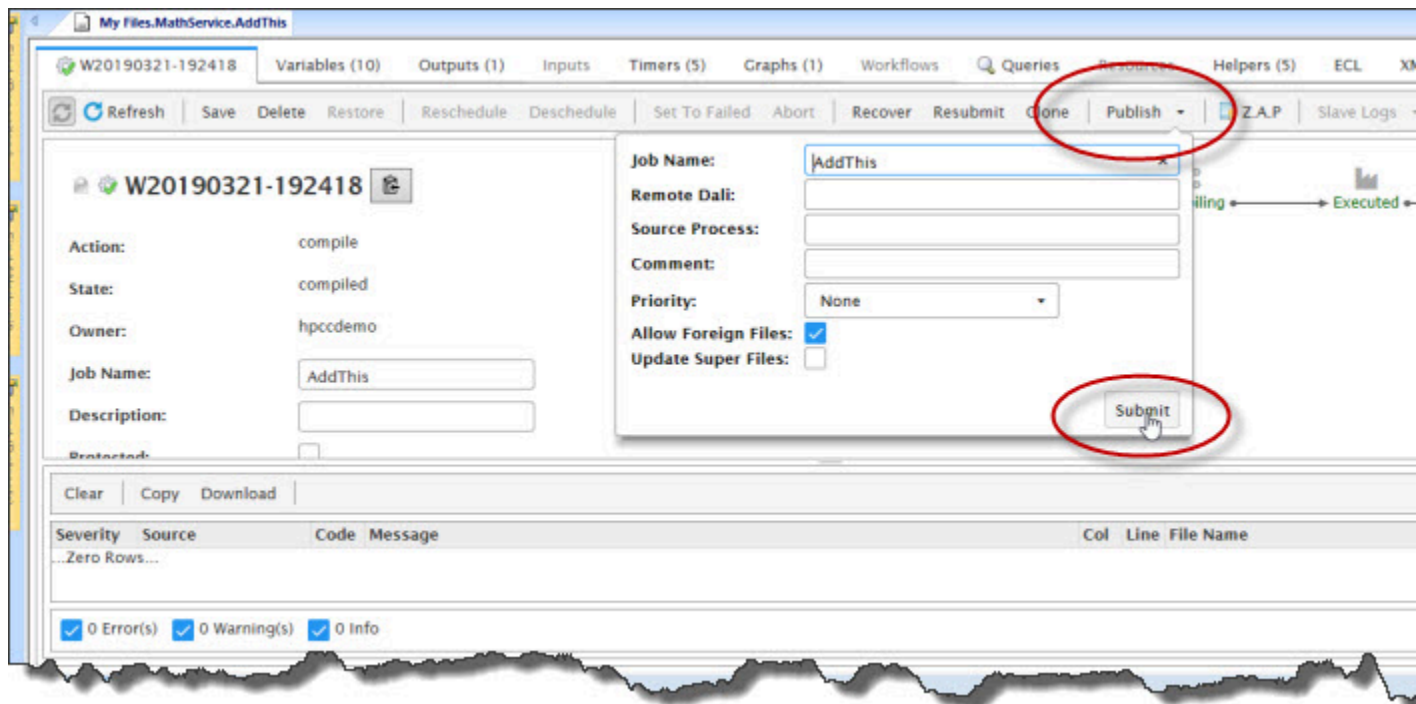 My Files.MathService.AddThis
W20190321-192418 Variables (10) Outputs (1) Inputs Timers (5) Graphs (1) Workflows Queries Resources Helpers (5) ECL XM
Refresh Save Delete Restore Reschedule Deschedule Set To Failed Abort Recover Resubmit Clone Publish Z.A.P Slave Logs
W20190321-192418
Action: compile
State: compiled
Owner: hpccdemo
Job Name: AddThis
Description:
Protected:
Job Name: AddThis
Remote Dali:
Source Process:
Comment:
Priority: None
Allow Foreign Files:
Update Super Files:
Submit
iling Executed
Clear Copy Download
Severity Source Code Message Col Line File Name
...Zero Rows...
0 Error(s) 0 Warning(s) 0 Info